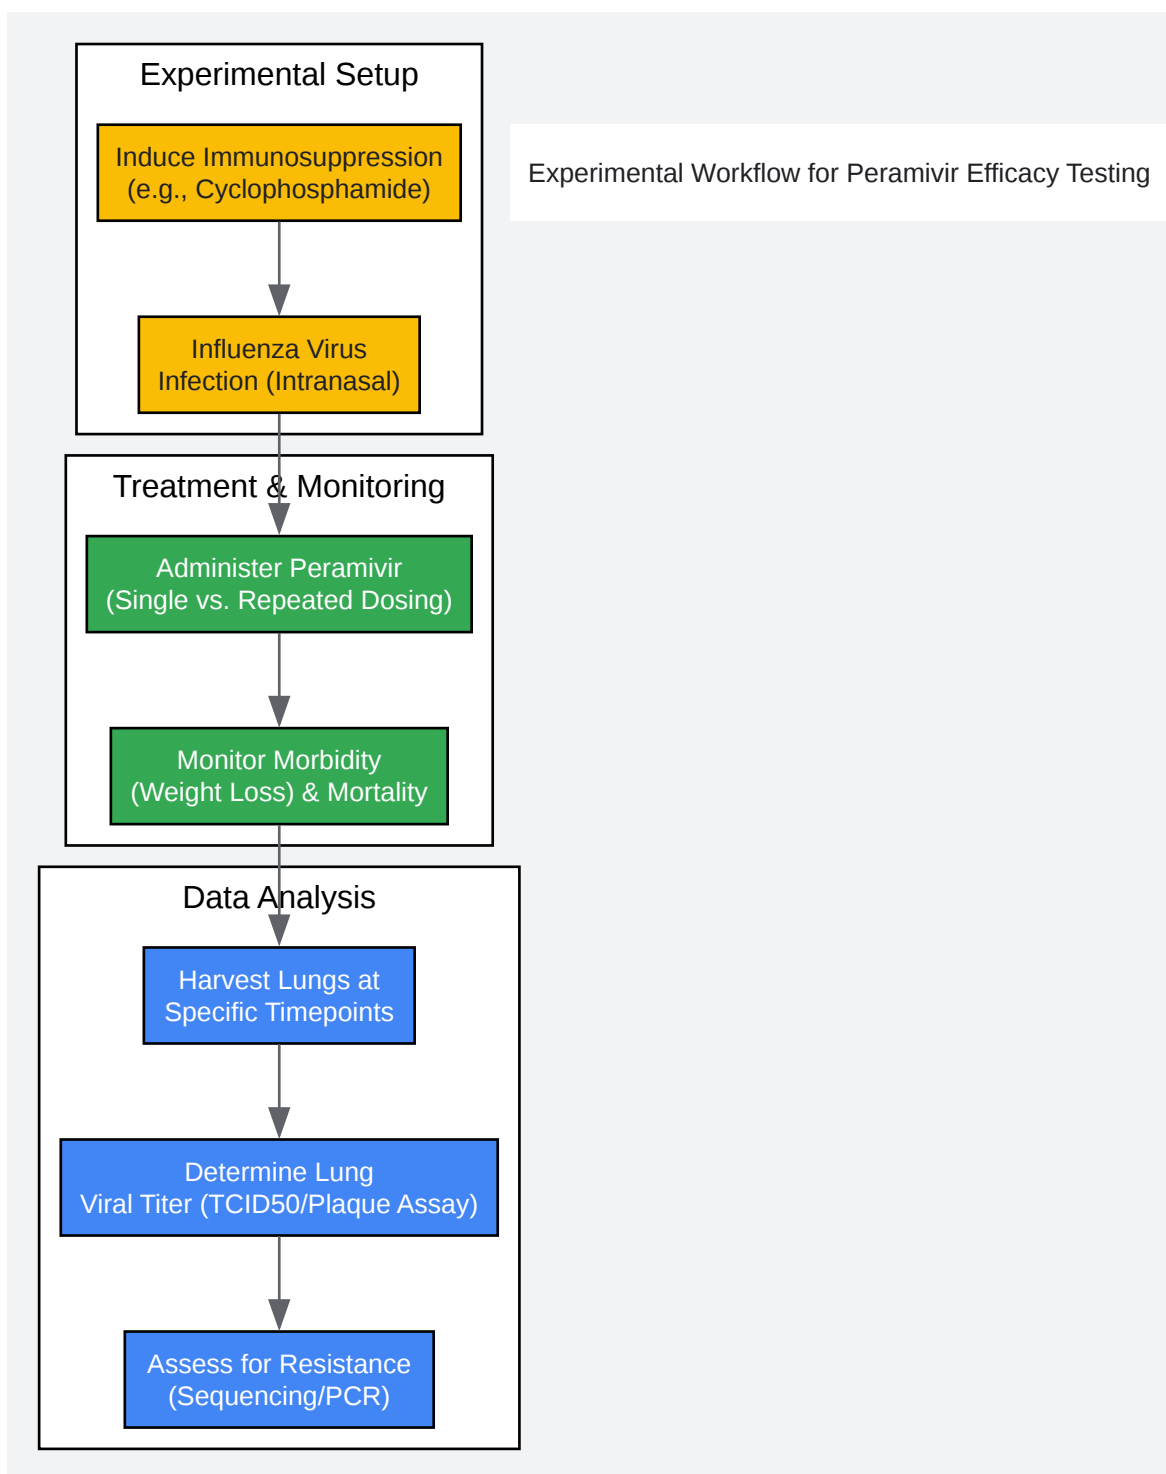 Experimental Setup
Induce Immunosuppression
(e.g., Cyclophosphamide)
Experimental Workflow for Peramivir Efficacy Testing
Influenza Virus
Infection (Intranasal)
Treatment & Monitoring
Administer Peramivir
(Single vs. Repeated Dosing)
Monitor Morbidity
(Weight Loss) & Mortality
Data Analysis
Harvest Lungs at
Specific Timepoints
Determine Lung
Viral Titer (TCID50/Plaque Assay)
Assess for Resistance
(Sequencing/PCR)